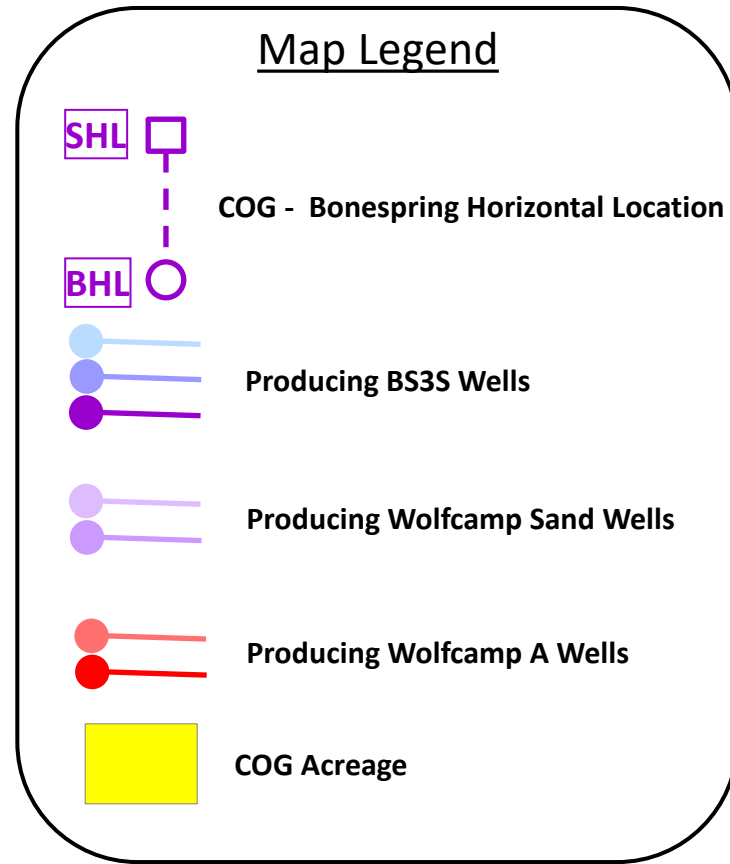 Map Legend
SHL
COG - Bonespring Horizontal Location
BHL
Producing BS3S Wells
Producing Wolfcamp Sand Wells
Producing Wolfcamp A Wells
COG Acreage